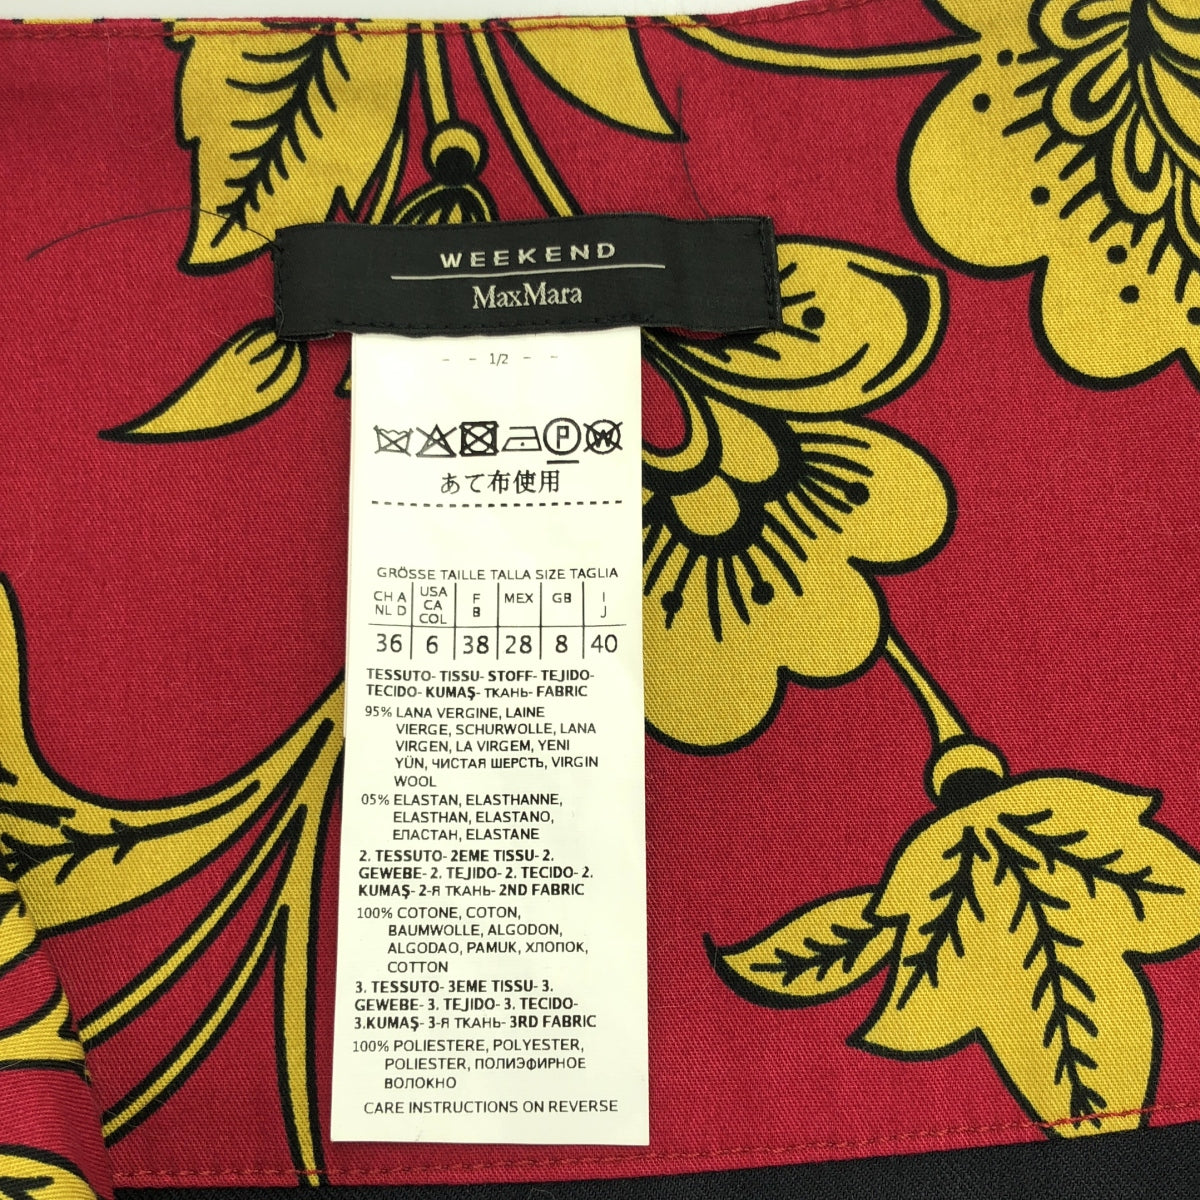 WEEKEND
MaxMara
- - 1/2 - -
P W
あて布使用
GRÖSSE TAILLE TALLA SIZE TAGLIA
CH A NL D USA CA COL F B MEX GB I J
36 6 38 28 8 40
TESSUTO- TISSU- STOFF- TEJIDO-
TECIDO- KUMAŞ- ТКАНЬ- FABRIC
95% LANA VERGINE, LAINE
VIERGE, SCHURWOLLE, LANA
VIRGEN, LA VIRGEM, YENI
YÜN, ЧИСТАЯ ШЕРСТЬ, VIRGIN
WOOL
05% ELASTAN, ELASTHANNE,
ELASTHAN, ELASTANO,
ЕЛАСТАН, ELASTANE
2. TESSUTO- 2EME TISSU- 2.
GEWEBE- 2. TEJIDO- 2. TECIDO- 2.
KUMAŞ- 2-Я ТКАНЬ- 2ND FABRIC
100% COTONE, COTON,
BAUMWOLLE, ALGODON,
ALGODAO, PAMUK, ХЛОПОК,
COTTON
3. TESSUTO- 3EME TISSU- 3.
GEWEBE- 3. TEJIDO- 3. TECIDO-
3.KUMAŞ- 3-Я ТКАНЬ- 3RD FABRIC
100% POLIESTERE, POLYESTER,
POLIESTER, ПОЛИЭФИРНОЕ
ВОЛОКНО
CARE INSTRUCTIONS ON REVERSE